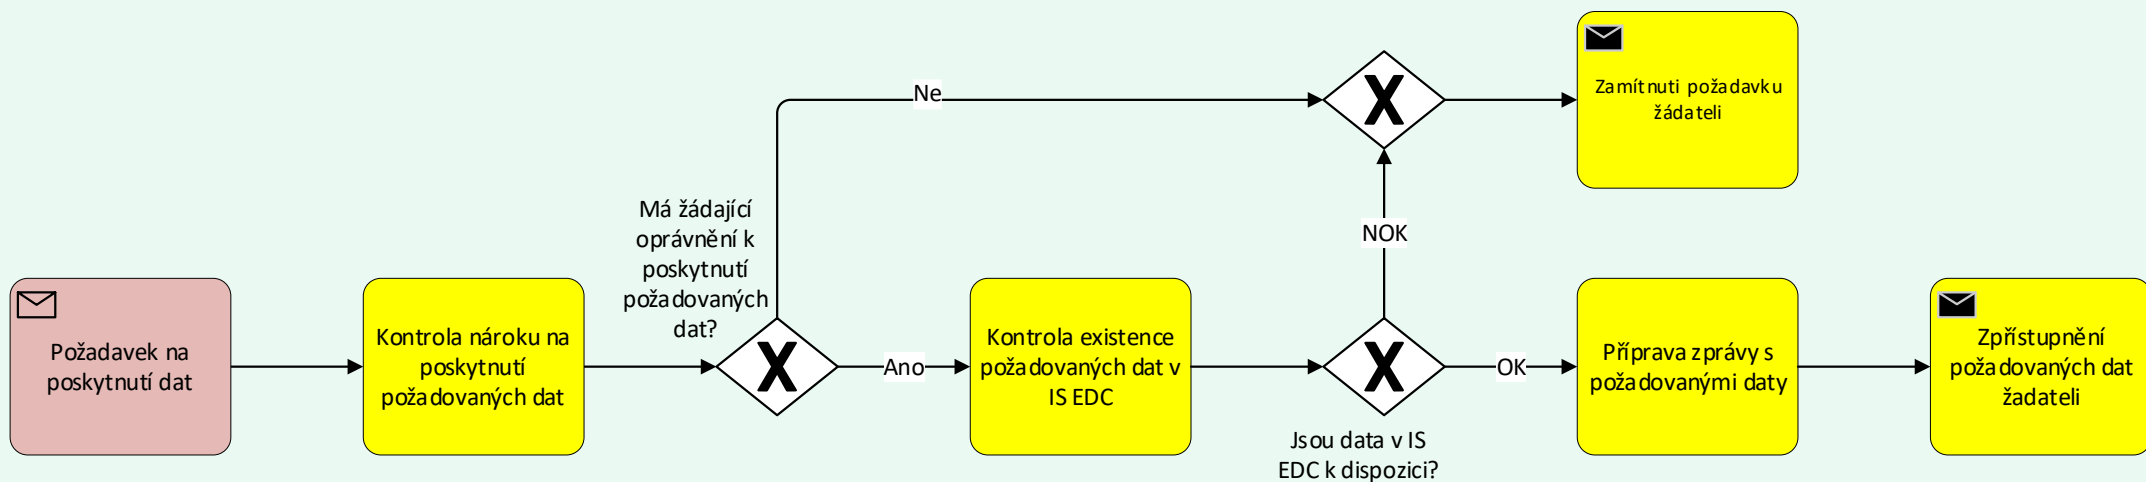 Požadavek na
poskytnutí dat
Kontrola nároku na
poskytnutí
požadovaných dat
Má žádající
oprávnění k
poskytnutí
požadovaných
dat?
X
Ne
Ano
Kontrola existence
požadovaných dat v
IS EDC
X
Jsou data v IS
EDC k dispozici?
NOK
X
Zamítnuti požadavku
žádateli
OK
Příprava zprávy s
požadovanými daty
Zpřístupnění
požadovaných dat
žadateli